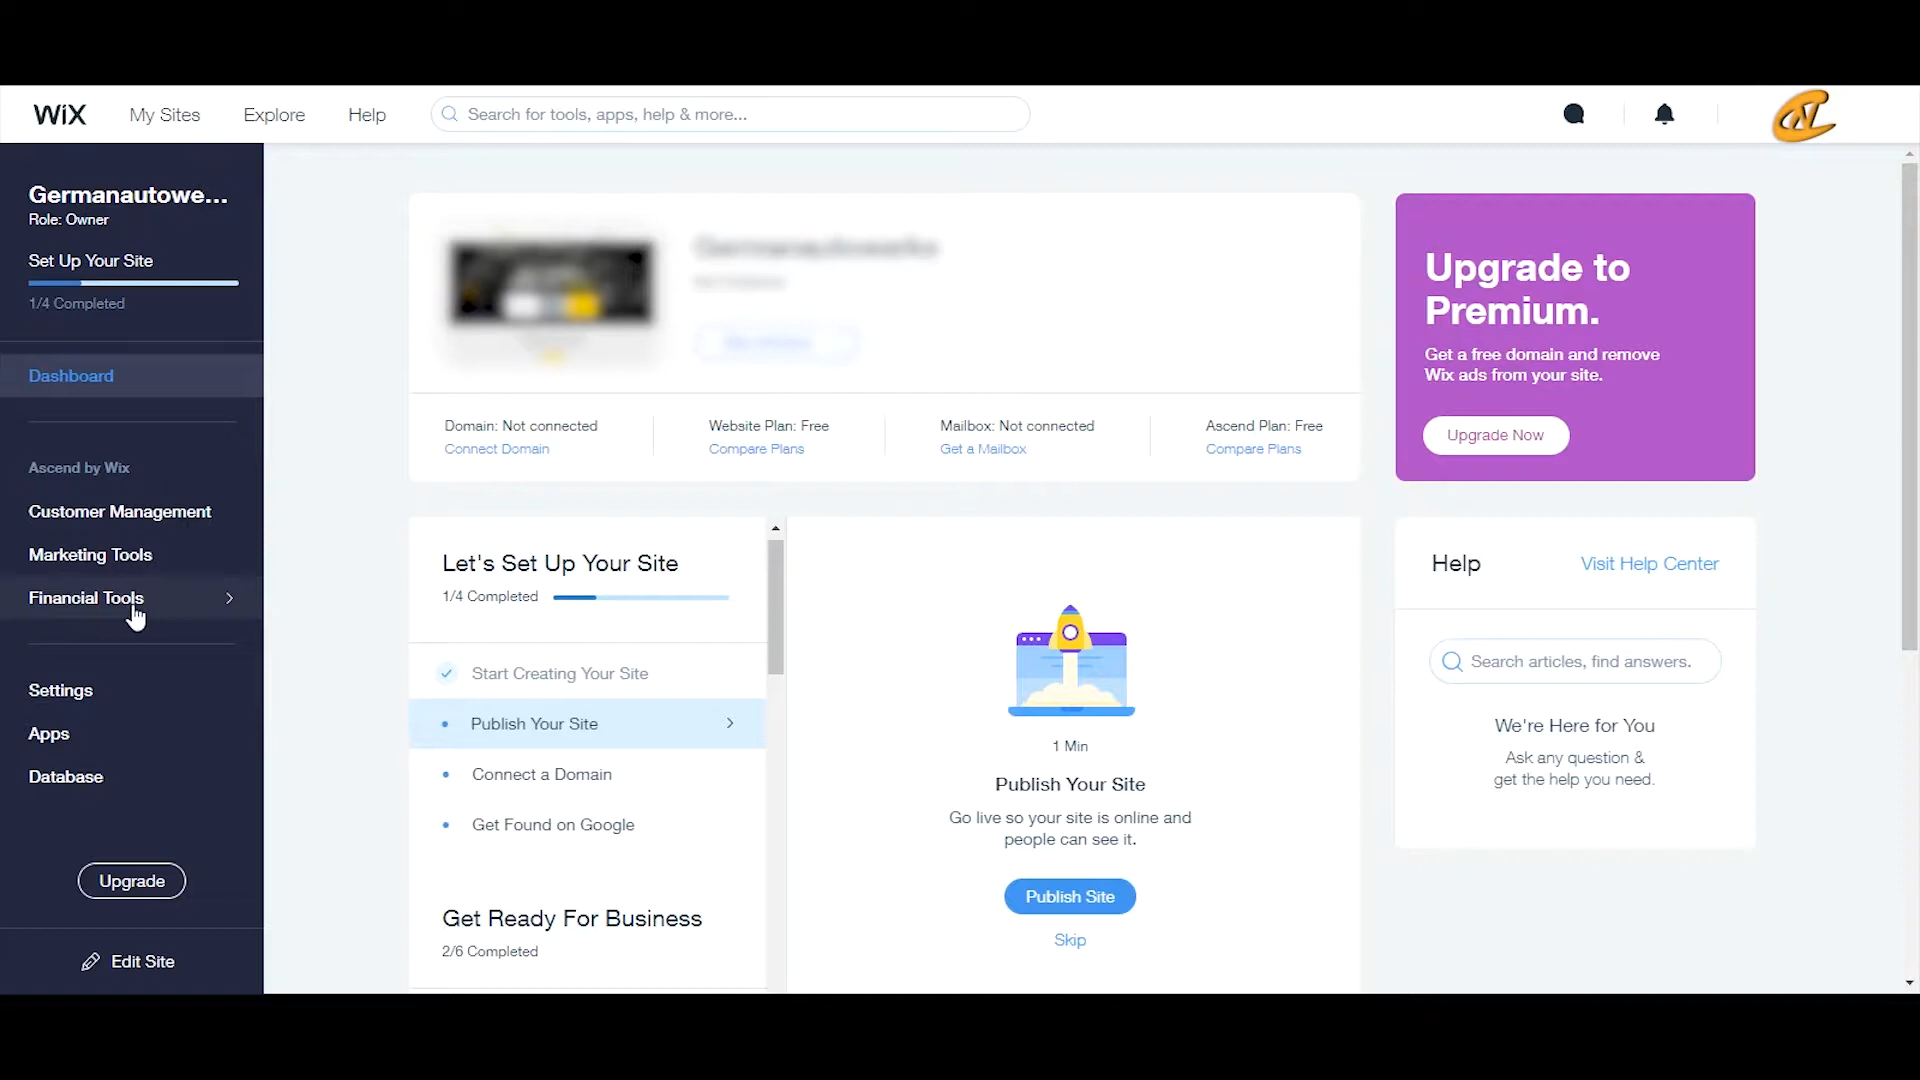 WiX
My Sites
Explore
Help
Search for tools, apps, help & more...
Germanautowe...
Role: Owner
Set Up Your Site
1/4 Completed
Dashboard
Ascend by Wix
Customer Management
Marketing Tools
Financial Tools
Settings
Apps
Database
Upgrade
Edit Site
Domain: Not connected
Connect Domain
Website Plan: Free
Compare Plans
Mailbox: Not connected
Get a Mailbox
Ascend Plan: Free
Compare Plans
Upgrade to
Premium.
Get a free domain and remove
Wix ads from your site.
Upgrade Now
Let's Set Up Your Site
1/4 Completed
Start Creating Your Site
Publish Your Site
Connect a Domain
Get Found on Google
Get Ready For Business
2/6 Completed
1 Min
Publish Your Site
Go live so your site is online and
people can see it.
Publish Site
Skip
Help
Visit Help Center
Search articles, find answers.
We're Here for You
Ask any question &
get the help you need.